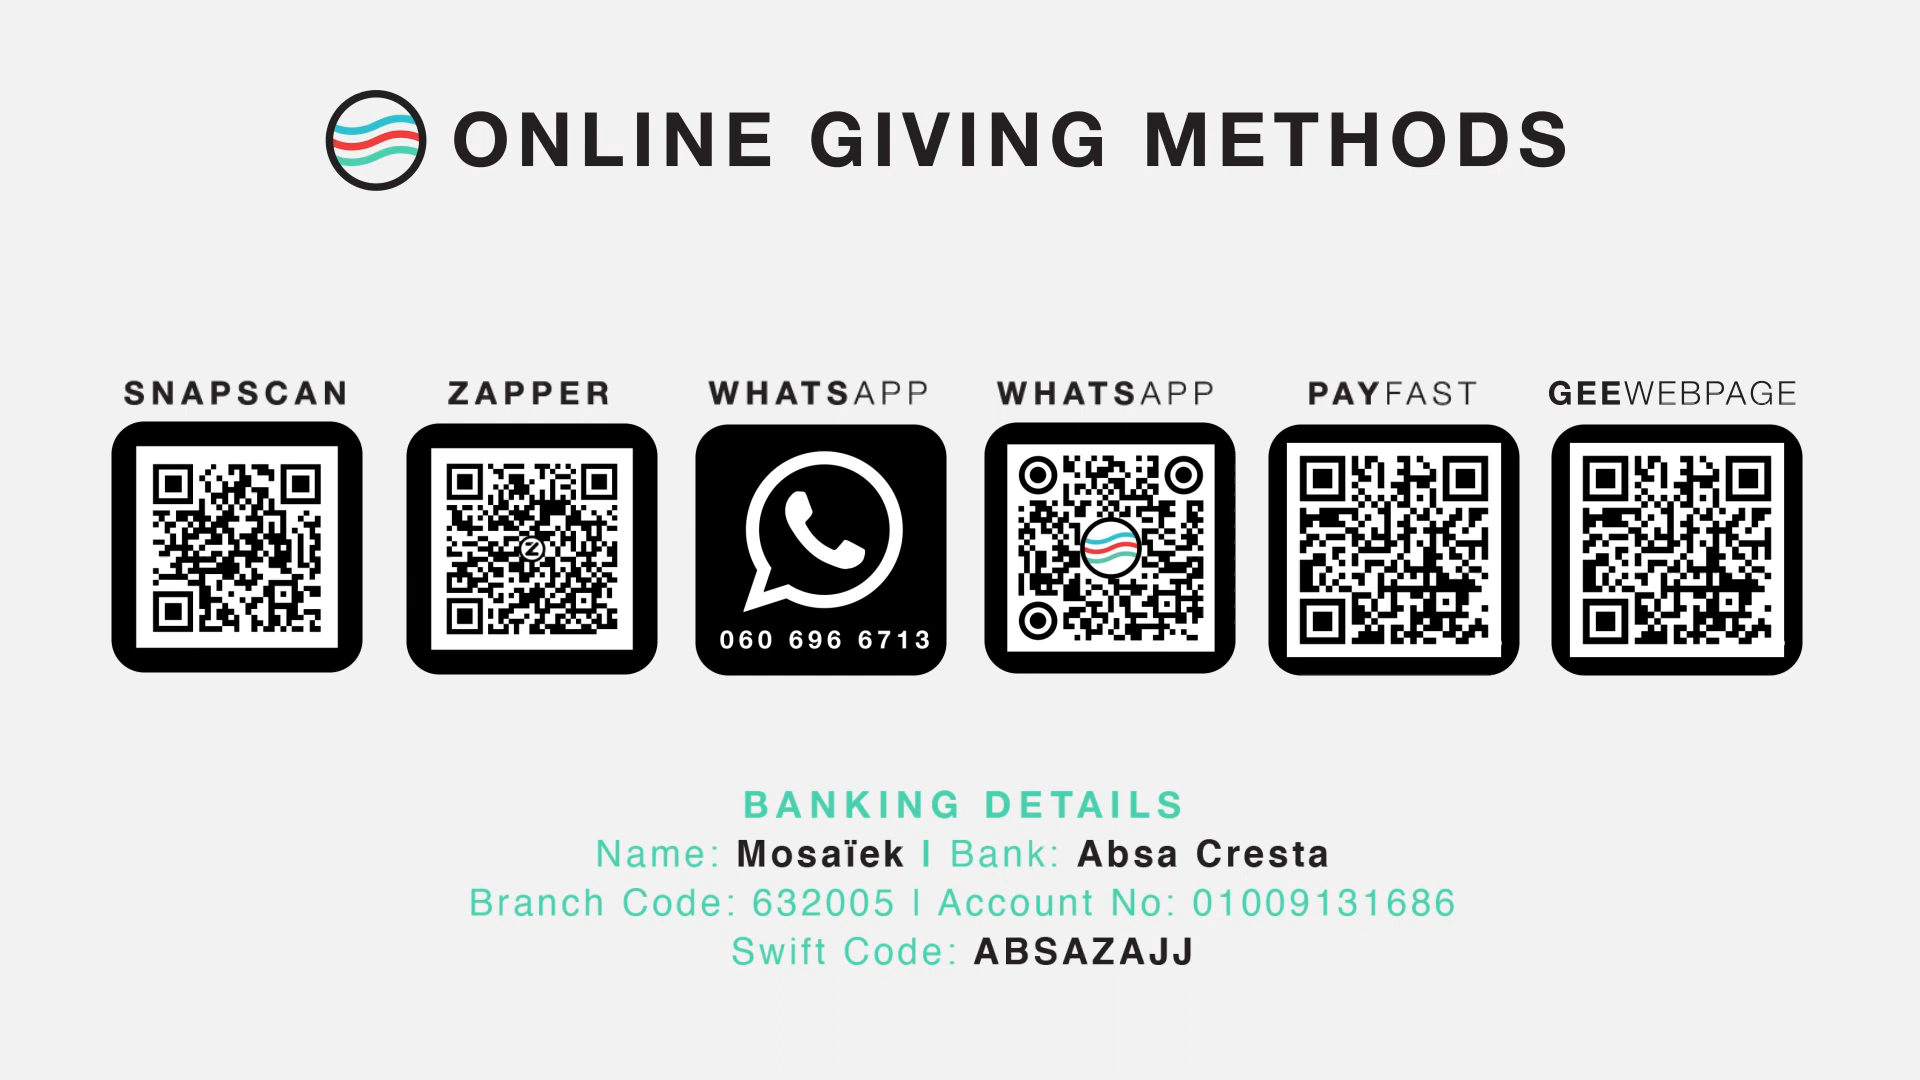 ONLINE GIVING METHODS
SNAPSCAN ZAPPER WHATSAPP WHATSAPP PAYFAST GEEWEBPAGE
Z
060 696 6713
BANKING DETAILS
Name: Mosaïek I Bank: Absa Cresta
Branch Code: 632005 | Account No: 01009131686
Swift Code: ABSAZAJJ